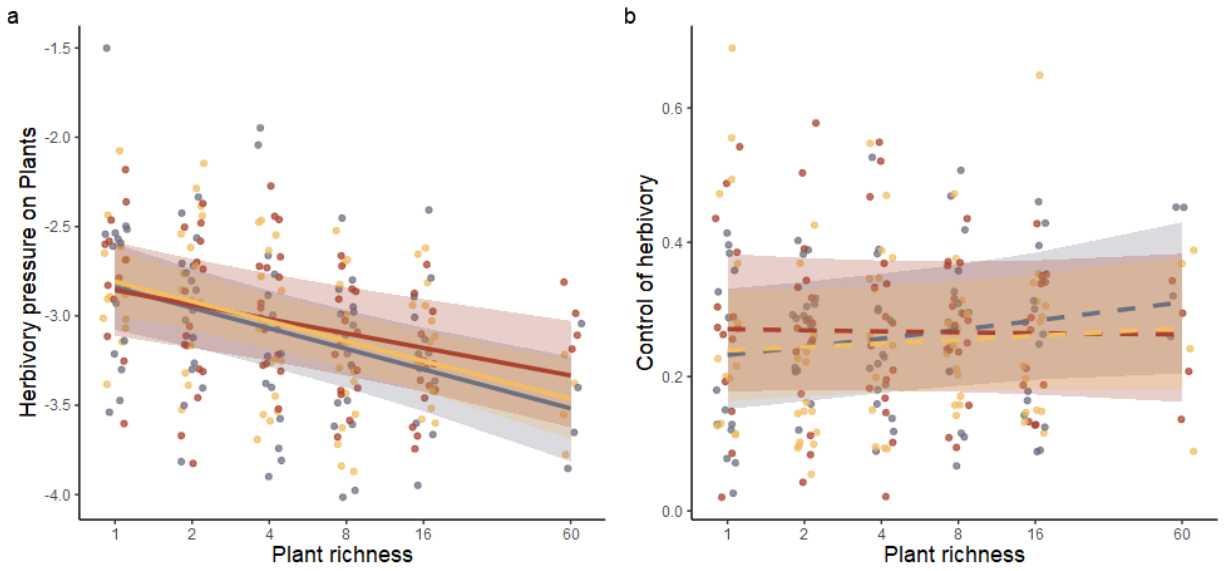 a
Herbivory pressure on Plants
-1.5
-2.0
-2.5
-3.0
-3.5
-4.0
1 2 4 8 16 60
Plant richness
b
Control of herbivory
0.6
0.4
0.2
0.0
1 2 4 8 16 60
Plant richness